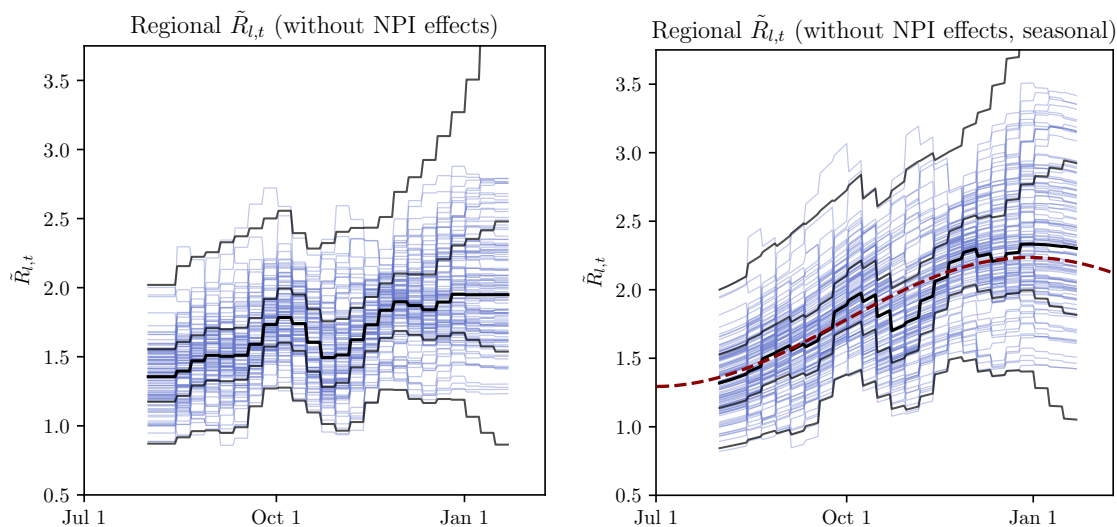 Regional R̃_{l,t} (without NPI effects)
3.5
3.0
2.5
2.0
1.5
1.0
0.5
R̃_{l,t}
Jul 1 Oct 1 Jan 1
Regional R̃_{l,t} (without NPI effects, seasonal)
3.5
3.0
2.5
2.0
1.5
1.0
0.5
R̃_{l,t}
Jul 1 Oct 1 Jan 1